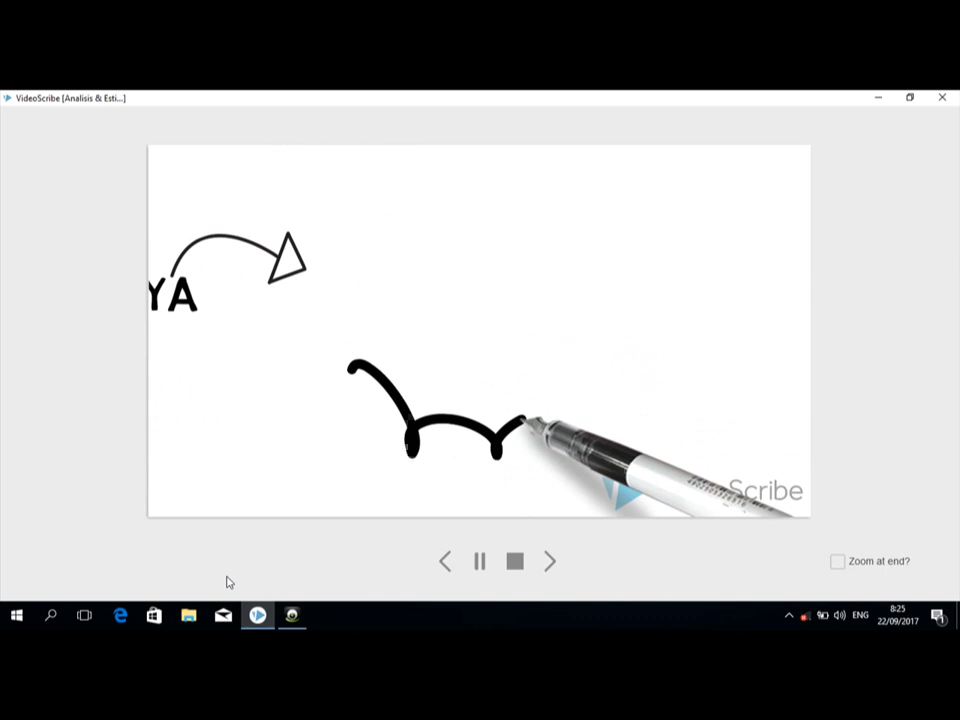 VideoScribe [Analisis & Esti...]
YA
Scribe
Zoom at end?
ENG
8:25
22/09/2017